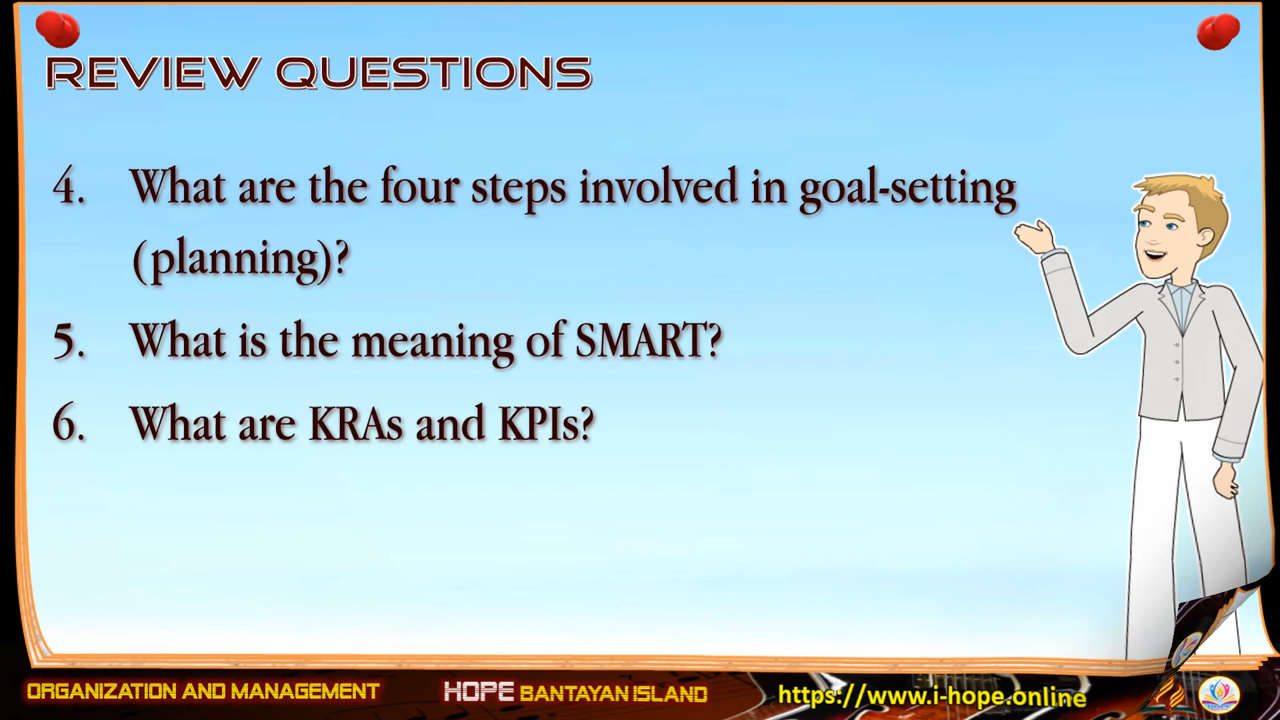 REVIEW QUESTIONS
4. What are the four steps involved in goal-setting
(planning)?
5. What is the meaning of SMART?
6. What are KRAs and KPIs?
ORGANIZATION AND MANAGEMENT HOPE BANTAYAN ISLAND https://www.i-hope.online